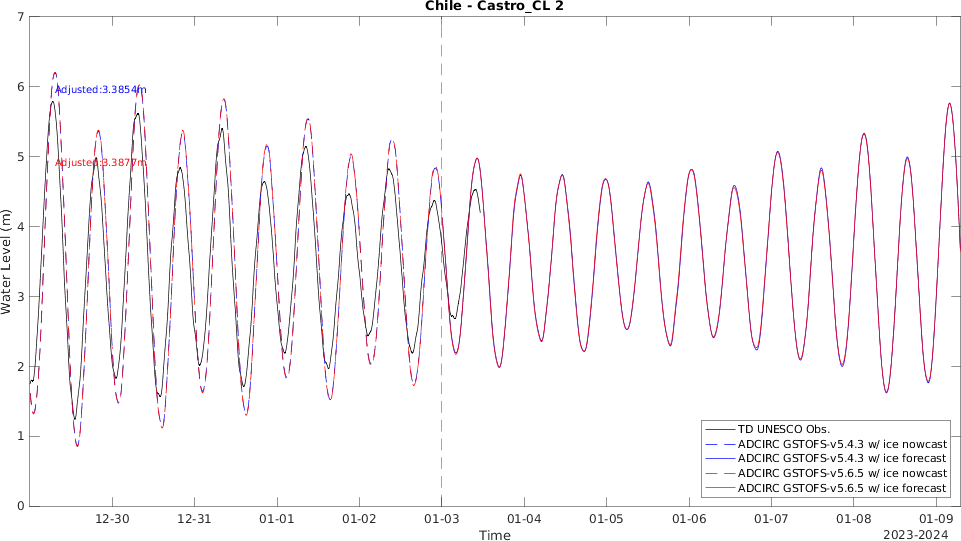 Chile - Castro_CL 2
7
6
5
4
3
2
1
0
Water Level (m)
Adjusted:3.3854m
Adjusted:3.3877m
TD UNESCO Obs.
ADCIRC GSTOFS-v5.4.3 w/ ice nowcast
ADCIRC GSTOFS-v5.4.3 w/ ice forecast
ADCIRC GSTOFS-v5.6.5 w/ ice nowcast
ADCIRC GSTOFS-v5.6.5 w/ ice forecast
12-30 12-31 01-01 01-02 01-03 01-04 01-05 01-06 01-07 01-08 01-09
Time
2023-2024